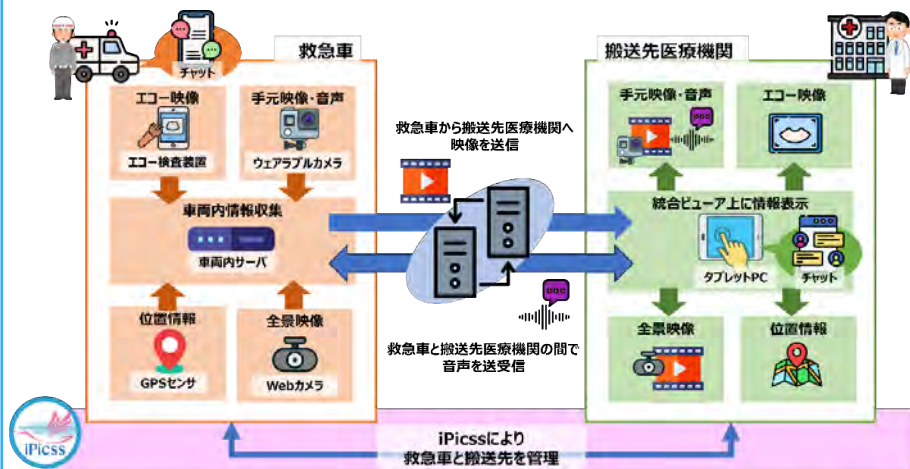 救急車
チャット
エコー映像
エコー検査装置
手元映像・音声
ウェアラブルカメラ
車両内情報収集
車両内サーバ
位置情報
GPSセンサ
全景映像
Webカメラ
救急車から搬送先医療機関へ
映像を送信
救急車と搬送先医療機関の間で
音声を送受信
搬送先医療機関
手元映像・音声
エコー映像
統合ビューア上に情報表示
タブレットPC
チャット
全景映像
位置情報
iPicss
iPicssにより
救急車と搬送先を管理